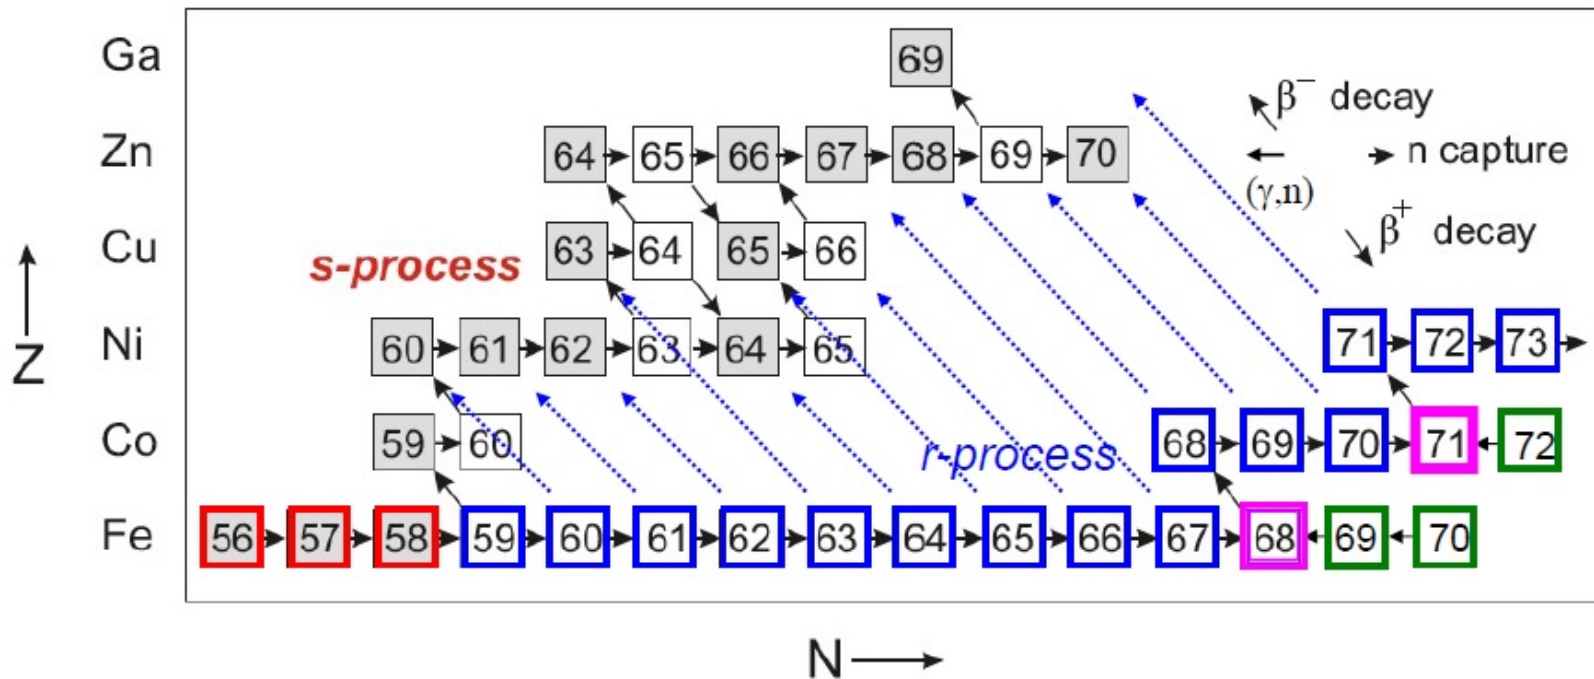 Ga 69
β⁻ decay
Zn 64 65 66 67 68 69 70
n capture
(γ,n)
β⁺ decay
Cu 63 64 65 66
s-process
Ni 60 61 62 63 64 65 71 72 73
Z
Co 59 60 68 69 70 71 72
r-process
Fe 56 57 58 59 60 61 62 63 64 65 66 67 68 69 70
N